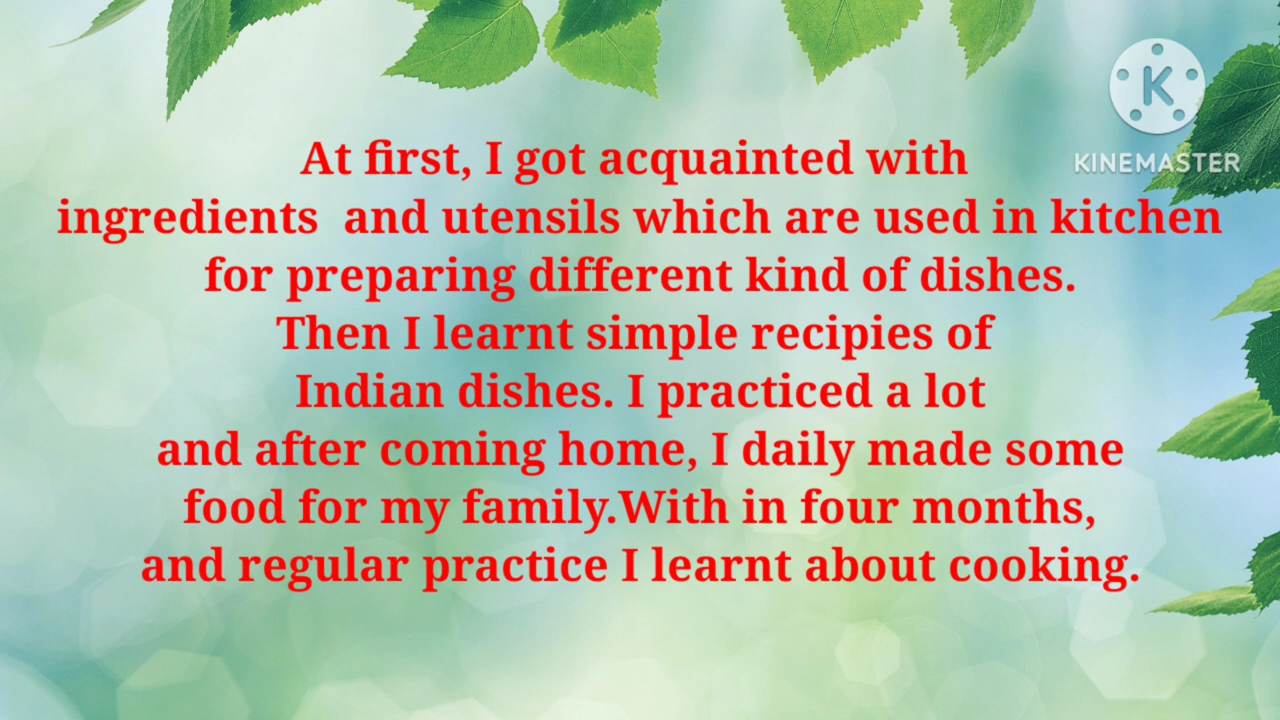 KINEMASTER
At first, I got acquainted with
ingredients  and utensils which are used in kitchen
for preparing different kind of dishes.
Then I learnt simple recipies of
Indian dishes. I practiced a lot
and after coming home, I daily made some
food for my family.With in four months,
and regular practice I learnt about cooking.